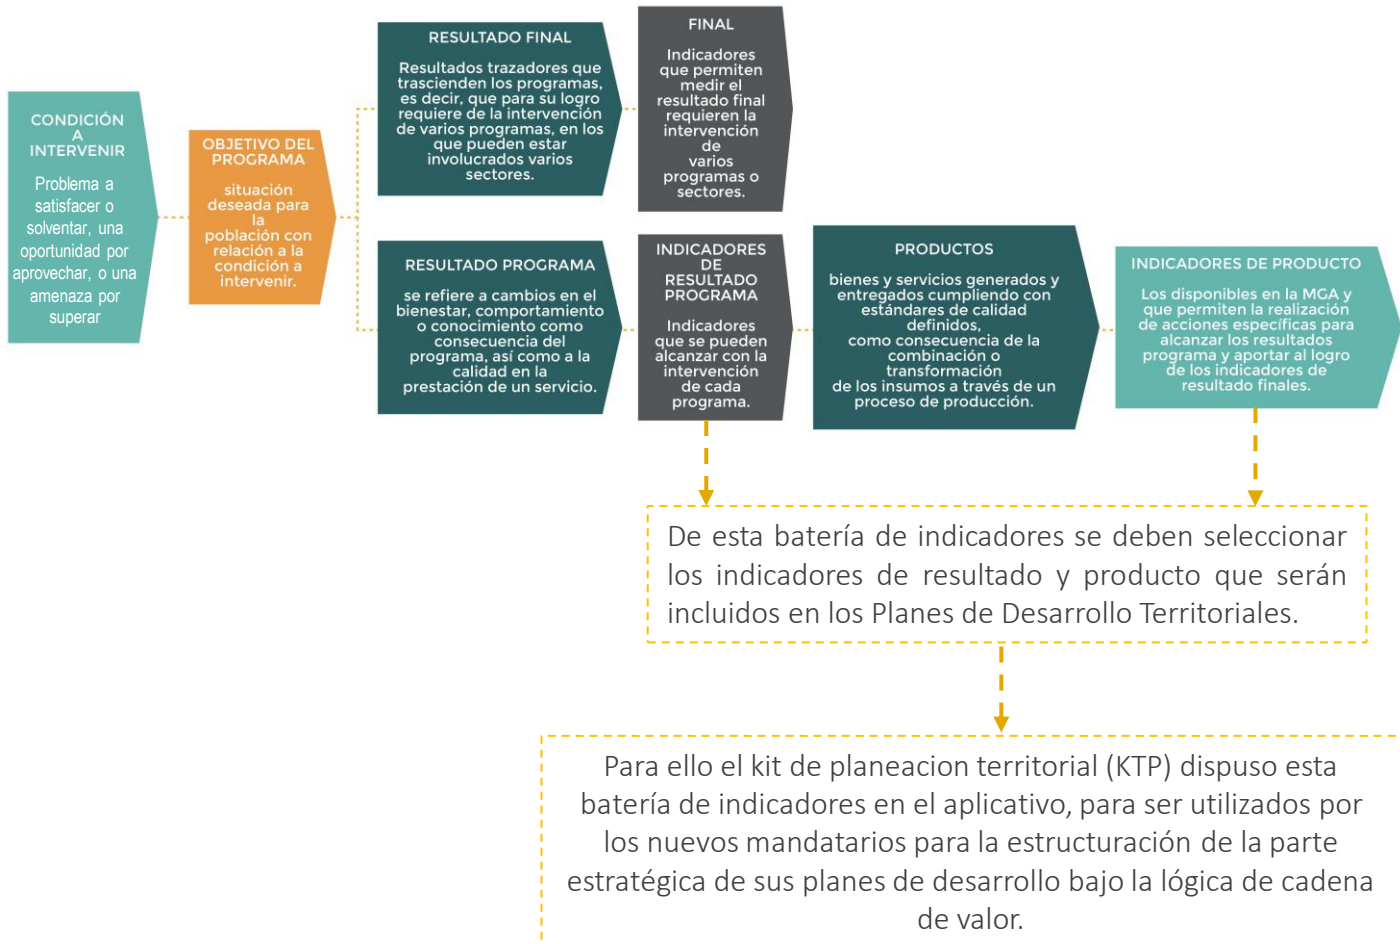 CONDICIÓN
A
INTERVENIR
Problema a
satisfacer o
solventar, una
oportunidad por
aprovechar, o una
amenaza por
superar
OBJETIVO DEL
PROGRAMA
situación
deseada para
la
población con
relación a la
condición a
intervenir.
RESULTADO FINAL
Resultados trazadores que
trascienden los programas,
es decir, que para su logro
requiere de la intervención
de varios programas, en los
que pueden estar
involucrados varios
sectores.
FINAL
Indicadores
que permiten
medir el
resultado final
requieren la
intervención
de
varios
programas o
sectores.
RESULTADO PROGRAMA
se refiere a cambios en el
bienestar, comportamiento
o conocimiento como
consecuencia del
programa, así como a la
calidad en la
prestación de un servicio.
INDICADORES
DE
RESULTADO
PROGRAMA
Indicadores
que se pueden
alcanzar con la
intervención
de cada
programa.
PRODUCTOS
bienes y servicios generados y
entregados cumpliendo con
estándares de calidad
definidos,
como consecuencia de la
combinación o
transformación
de los insumos a través de un
proceso de producción.
INDICADORES DE PRODUCTO
Los disponibles en la MGA y
que permiten la realización
de acciones específicas para
alcanzar los resultados
programa y aportar al logro
de los indicadores de
resultado finales.
De esta batería de indicadores se deben seleccionar
los indicadores de resultado y producto que serán
incluidos en los Planes de Desarrollo Territoriales.
Para ello el kit de planeacion territorial (KTP) dispuso esta
batería de indicadores en el aplicativo, para ser utilizados por
los nuevos mandatarios para la estructuración de la parte
estratégica de sus planes de desarrollo bajo la lógica de cadena
de valor.